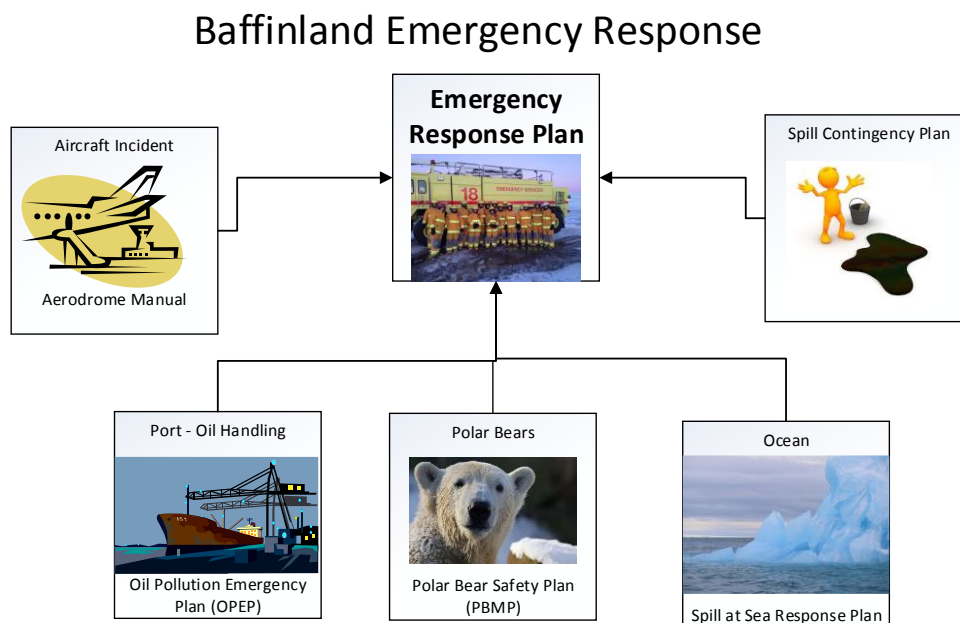 Baffinland Emergency Response
Emergency
Response Plan
18
EMERGENCY SERVICES
Aircraft Incident
Aerodrome Manual
Spill Contingency Plan
Port - Oil Handling
151
Oil Pollution Emergency
Plan (OPEP)
Polar Bears
Polar Bear Safety Plan
(PBMP)
Ocean
Spill at Sea Response Plan